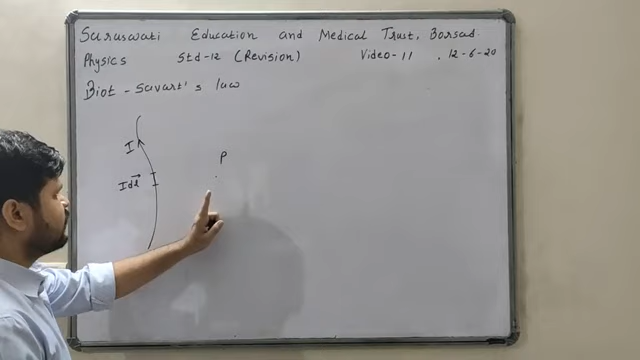 Saraswati Education and Medical Trust, Borsad.
Physics Std-12 (Revision) Video-11 . 12-6-20
Biot-Savart's law
I
P
Idl